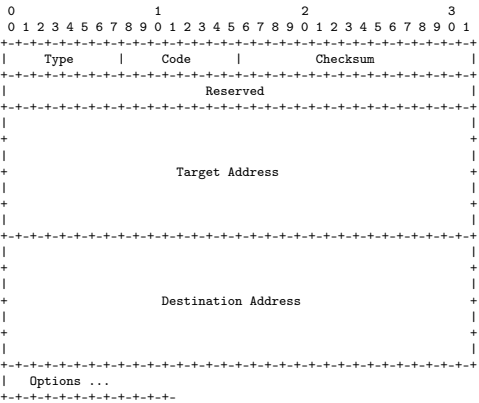 0                   1                   2                   3
 0 1 2 3 4 5 6 7 8 9 0 1 2 3 4 5 6 7 8 9 0 1 2 3 4 5 6 7 8 9 0 1
+-+-+-+-+-+-+-+-+-+-+-+-+-+-+-+-+-+-+-+-+-+-+-+-+-+-+-+-+-+-+-+-+
|     Type      |     Code      |          Checksum             |
+-+-+-+-+-+-+-+-+-+-+-+-+-+-+-+-+-+-+-+-+-+-+-+-+-+-+-+-+-+-+-+-+
|                           Reserved                            |
+-+-+-+-+-+-+-+-+-+-+-+-+-+-+-+-+-+-+-+-+-+-+-+-+-+-+-+-+-+-+-+-+
|                                                               |
+                                                               +
|                                                               |
+                       Target Address                          +
|                                                               |
+                                                               +
|                                                               |
+-+-+-+-+-+-+-+-+-+-+-+-+-+-+-+-+-+-+-+-+-+-+-+-+-+-+-+-+-+-+-+-+
|                                                               |
+                                                               +
|                                                               |
+                     Destination Address                       +
|                                                               |
+                                                               +
|                                                               |
+-+-+-+-+-+-+-+-+-+-+-+-+-+-+-+-+-+-+-+-+-+-+-+-+-+-+-+-+-+-+-+-+
|   Options ...
+-+-+-+-+-+-+-+-+-+-+-+-